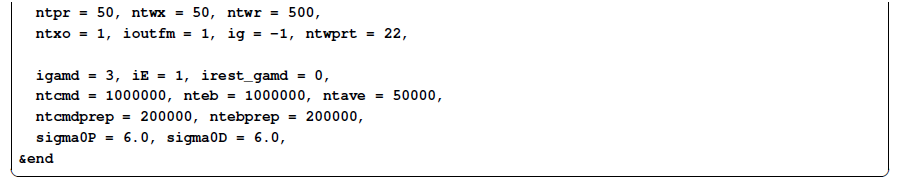 ntpr = 50, ntwx = 50, ntwr = 500,
ntxo = 1, ioutfm = 1, ig = -1, ntwprt = 22,
igamd = 3, iE = 1, irest_gamd = 0,
ntcmd = 1000000, nteb = 1000000, ntave = 50000,
ntcmdprep = 200000, ntebprep = 200000,
sigma0P = 6.0, sigma0D = 6.0,
&end